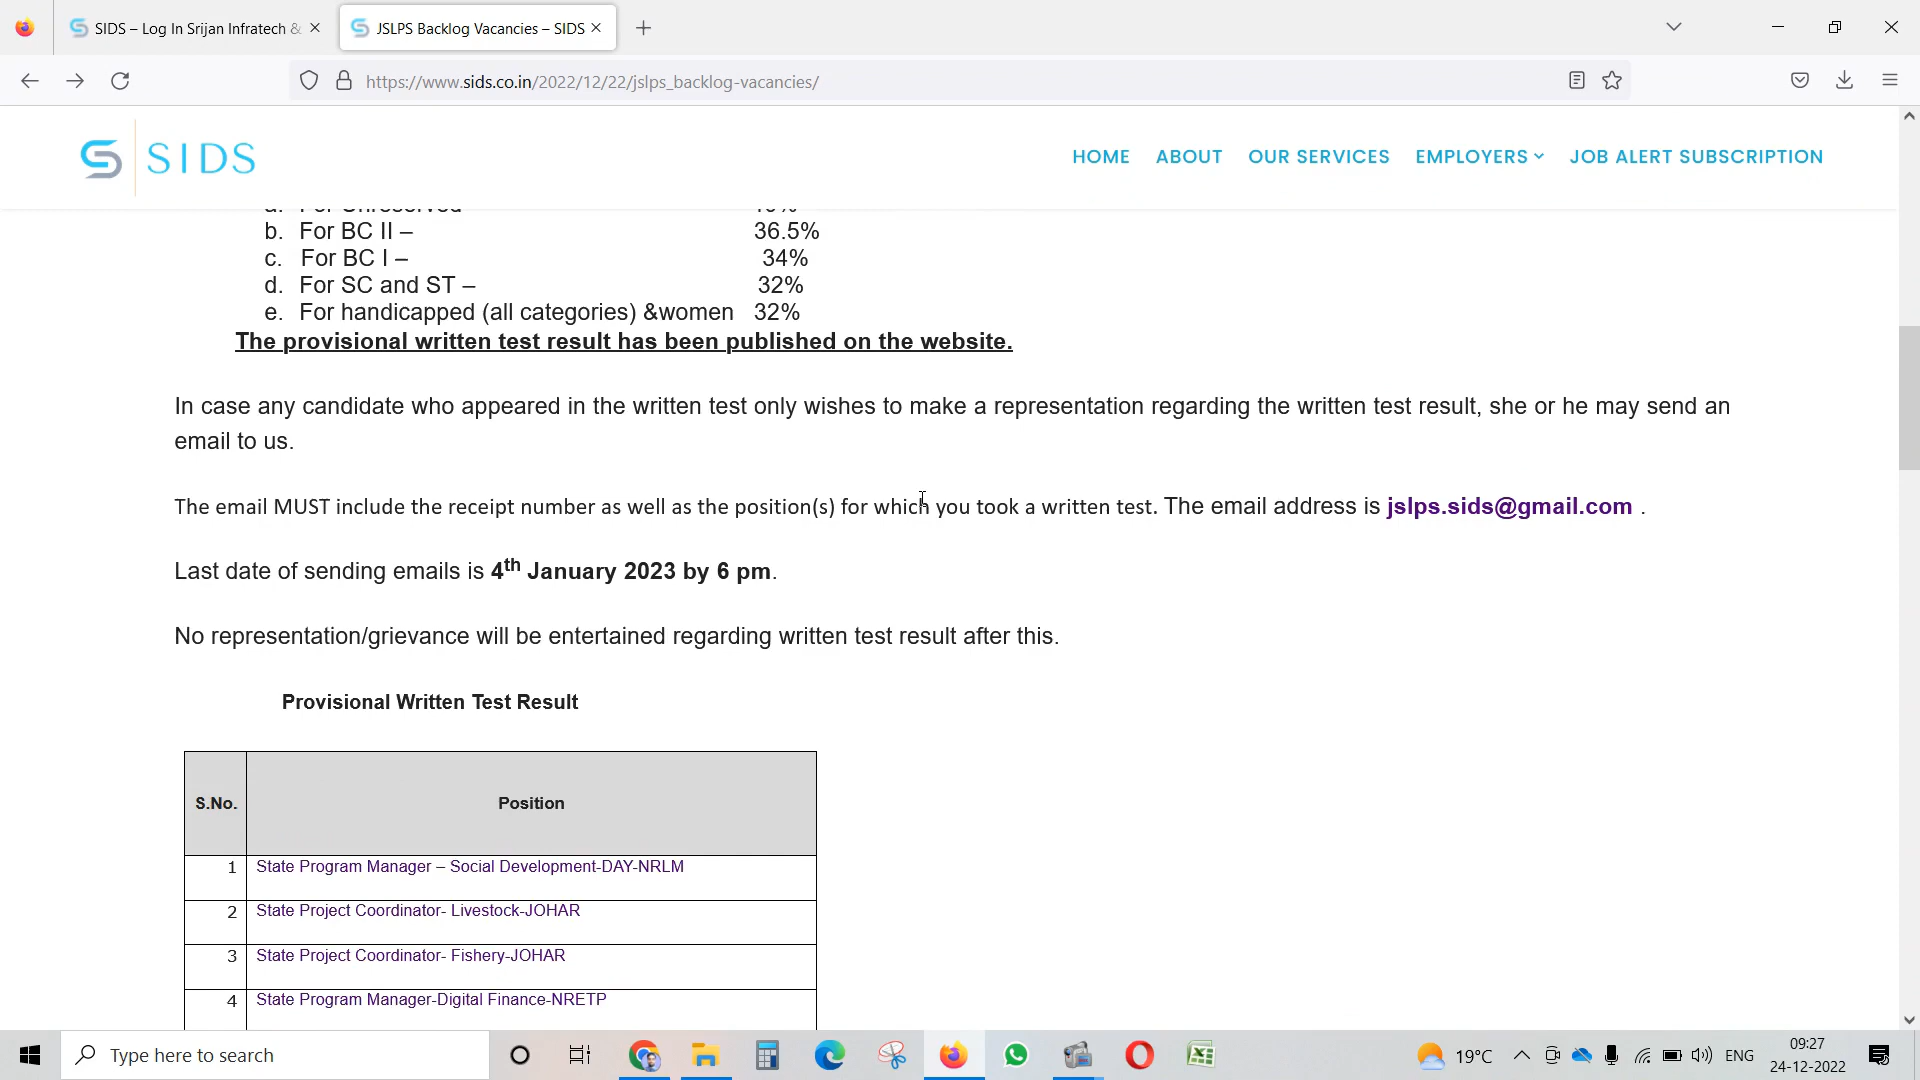 SIDS – Log In Srijan Infratech &
JSLPS Backlog Vacancies – SIDS
https://www.sids.co.in/2022/12/22/jslps_backlog-vacancies/
SIDS
HOME ABOUT OUR SERVICES EMPLOYERS JOB ALERT SUBSCRIPTION
b. For BC II – 36.5%
c. For BC I – 34%
d. For SC and ST – 32%
e. For handicapped (all categories) &women 32%
The provisional written test result has been published on the website.
In case any candidate who appeared in the written test only wishes to make a representation regarding the written test result, she or he may send an
email to us.
The email MUST include the receipt number as well as the position(s) for which you took a written test. The email address is jslps.sids@gmail.com .
Last date of sending emails is 4th January 2023 by 6 pm.
No representation/grievance will be entertained regarding written test result after this.
Provisional Written Test Result
S.No. Position
1 State Program Manager – Social Development-DAY-NRLM
2 State Project Coordinator- Livestock-JOHAR
3 State Project Coordinator- Fishery-JOHAR
4 State Program Manager-Digital Finance-NRETP
Type here to search
19°C
ENG
09:27
24-12-2022